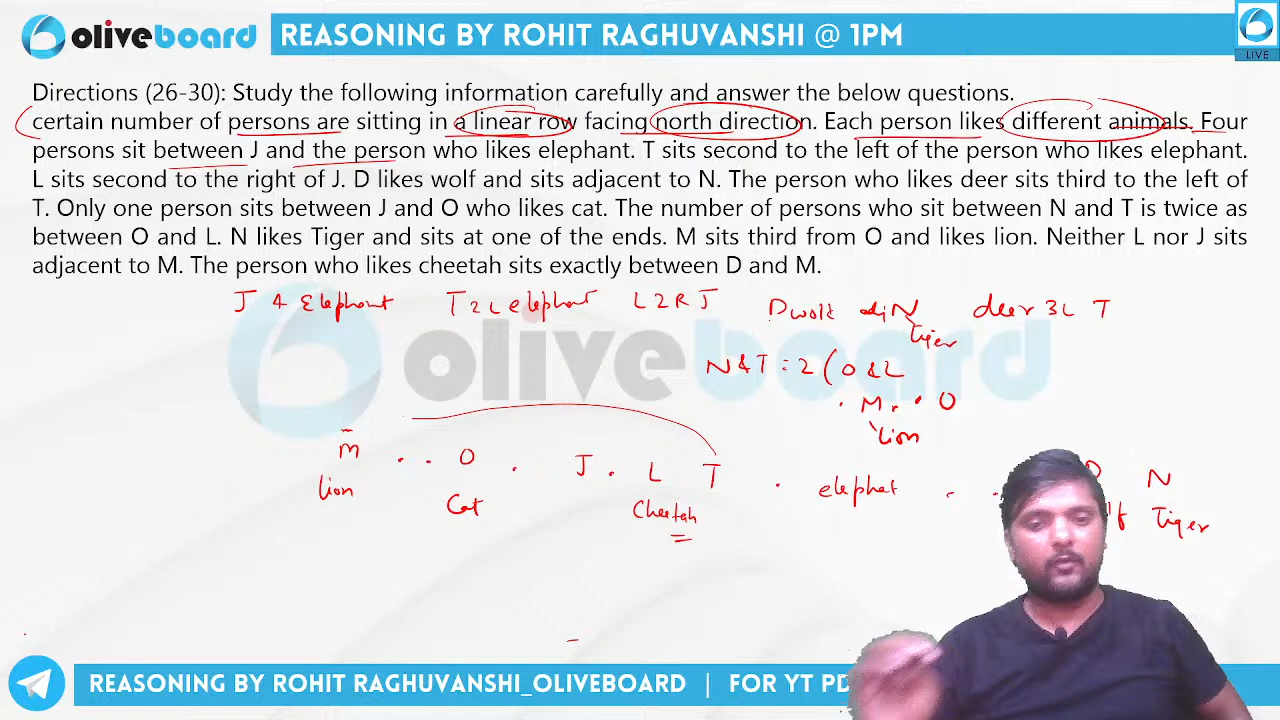 oliveboard REASONING BY ROHIT RAGHUVANSHI @ 1PM
LIVE
Directions (26-30): Study the following information carefully and answer the below questions.
certain number of persons are sitting in a linear row facing north direction. Each person likes different animals. Four
persons sit between J and the person who likes elephant. T sits second to the left of the person who likes elephant.
L sits second to the right of J. D likes wolf and sits adjacent to N. The person who likes deer sits third to the left of
T. Only one person sits between J and O who likes cat. The number of persons who sit between N and T is twice as
between O and L. N likes Tiger and sits at one of the ends. M sits third from O and likes lion. Neither L nor J sits
adjacent to M. The person who likes cheetah sits exactly between D and M.
J 4 Elephant T 2 L elephant L 2 R J D wolf adj N deer 3L T
Tiger
oliveboard
N & T = 2 ( O & L
. M . . O
lion
m . . O . J . L T . elephat . . D N
lion Cat Cheetah Tiger
REASONING BY ROHIT RAGHUVANSHI_OLIVEBOARD | FOR YT